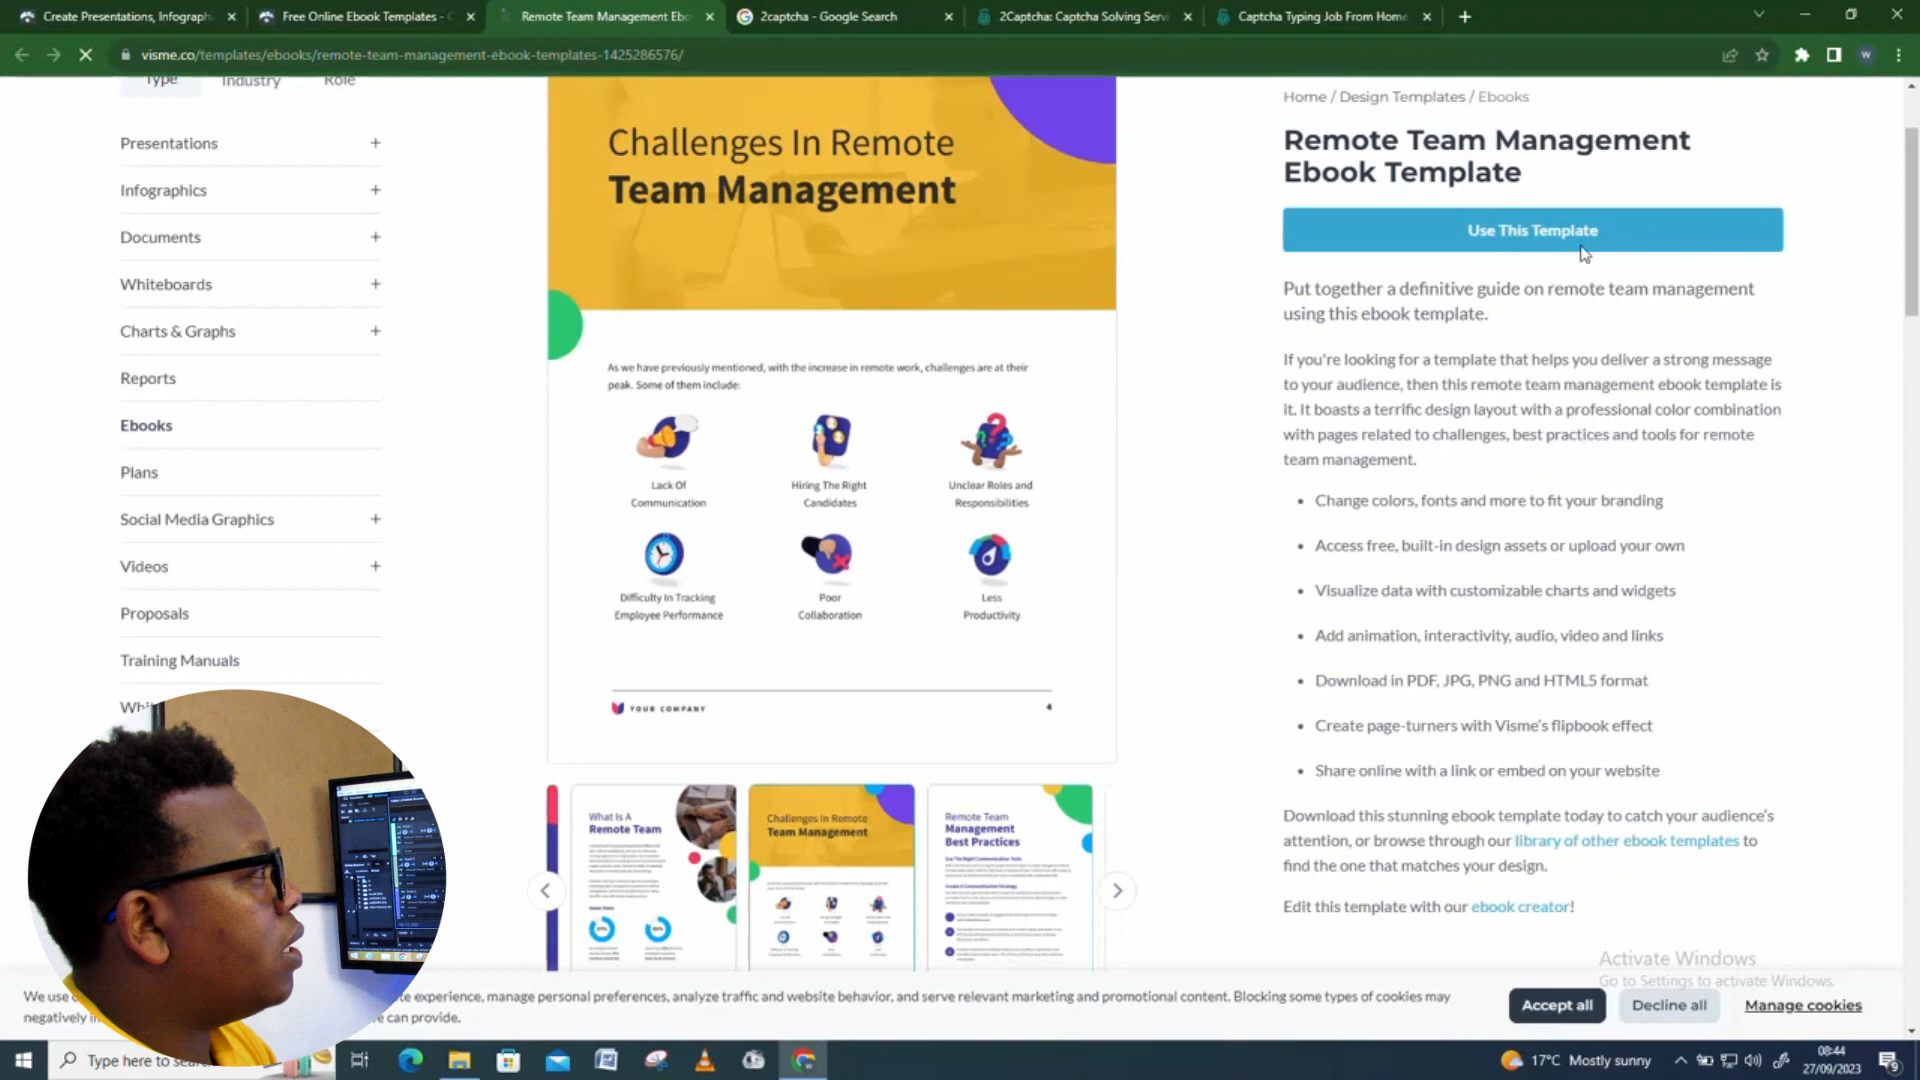 Create Presentations, Infographi
Free Online Ebook Templates - C
Remote Team Management Ebo
2captcha - Google Search
2Captcha: Captcha Solving Servi
Captcha Typing Job From Home
visme.co/templates/ebooks/remote-team-management-ebook-templates-1425286576/
Type
Industry
Role
Presentations
Infographics
Documents
Whiteboards
Charts & Graphs
Reports
Ebooks
Plans
Social Media Graphics
Videos
Proposals
Training Manuals
Challenges In Remote
Team Management
As we have previously mentioned, with the increase in remote work, challenges are at their
peak. Some of them include:
Lack Of
Communication
Hiring The Right
Candidates
Unclear Roles and
Responsibilities
Difficulty In Tracking
Employee Performance
Poor
Collaboration
Less
Productivity
YOUR COMPANY
4
What Is A
Remote Team
Challenges In Remote
Team Management
Remote Team
Management
Best Practices
Home / Design Templates / Ebooks
Remote Team Management
Ebook Template
Use This Template
Put together a definitive guide on remote team management
using this ebook template.
If you're looking for a template that helps you deliver a strong message
to your audience, then this remote team management ebook template is
it. It boasts a terrific design layout with a professional color combination
with pages related to challenges, best practices and tools for remote
team management.
• Change colors, fonts and more to fit your branding
• Access free, built-in design assets or upload your own
• Visualize data with customizable charts and widgets
• Add animation, interactivity, audio, video and links
• Download in PDF, JPG, PNG and HTML5 format
• Create page-turners with Visme's flipbook effect
• Share online with a link or embed on your website
Download this stunning ebook template today to catch your audience's
attention, or browse through our library of other ebook templates to
find the one that matches your design.
Edit this template with our ebook creator!
Activate Windows
Go to Settings to activate Windows.
We use experience, manage personal preferences, analyze traffic and website behavior, and serve relevant marketing and promotional content. Blocking some types of cookies may
negatively can provide.
Accept all
Decline all
Manage cookies
Type here to
17°C Mostly sunny
08:44
27/09/2023